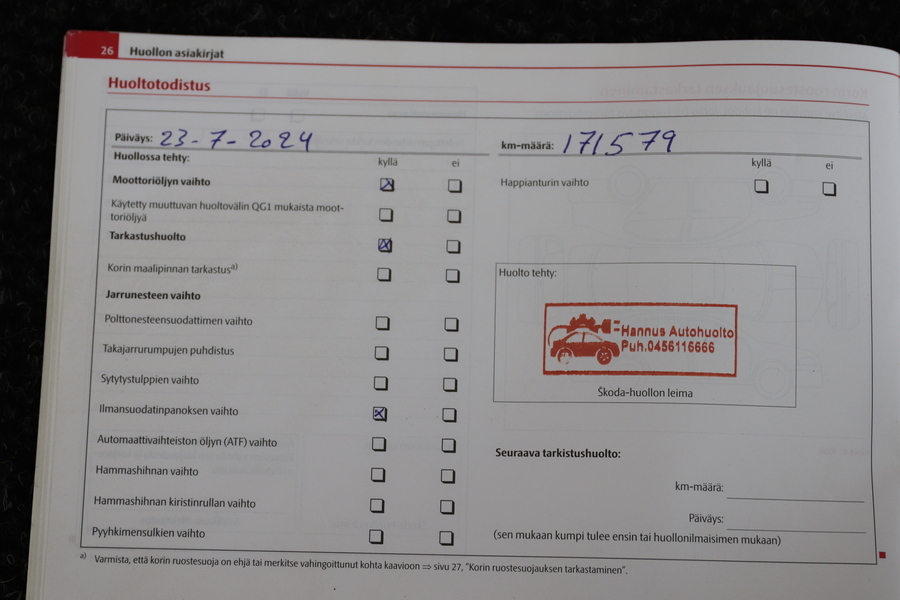 26 Huollon asiakirjat
Huoltotodistus
Päiväys: 23-7-2024
km-määrä: 171579
Huollossa tehty: kyllä ei
kyllä ei
Moottoriöljyn vaihto
Happianturin vaihto
Käytetty muuttuvan huoltovälin QG1 mukaista moot-
toriöljyä
Tarkastushuolto
Korin maalipinnan tarkastus a)
Huolto tehty:
Jarrunesteen vaihto
Polttonesteensuodattimen vaihto
Hannus Autohuolto
Puh.0456116666
Takajarrurumpujen puhdistus
Sytytystulppien vaihto
Škoda-huollon leima
Ilmansuodatinpanoksen vaihto
Automaattivaihteiston öljyn (ATF) vaihto
Seuraava tarkistushuolto:
Hammashihnan vaihto
km-määrä:
Hammashihnan kiristinrullan vaihto
Päiväys:
Pyyhkimensulkien vaihto
(sen mukaan kumpi tulee ensin tai huollonilmaisimen mukaan)
a) Varmista, että korin ruostesuoja on ehjä tai merkitse vahingoittunut kohta kaavioon ⇒ sivu 27, "Korin ruostesuojauksen tarkastaminen".